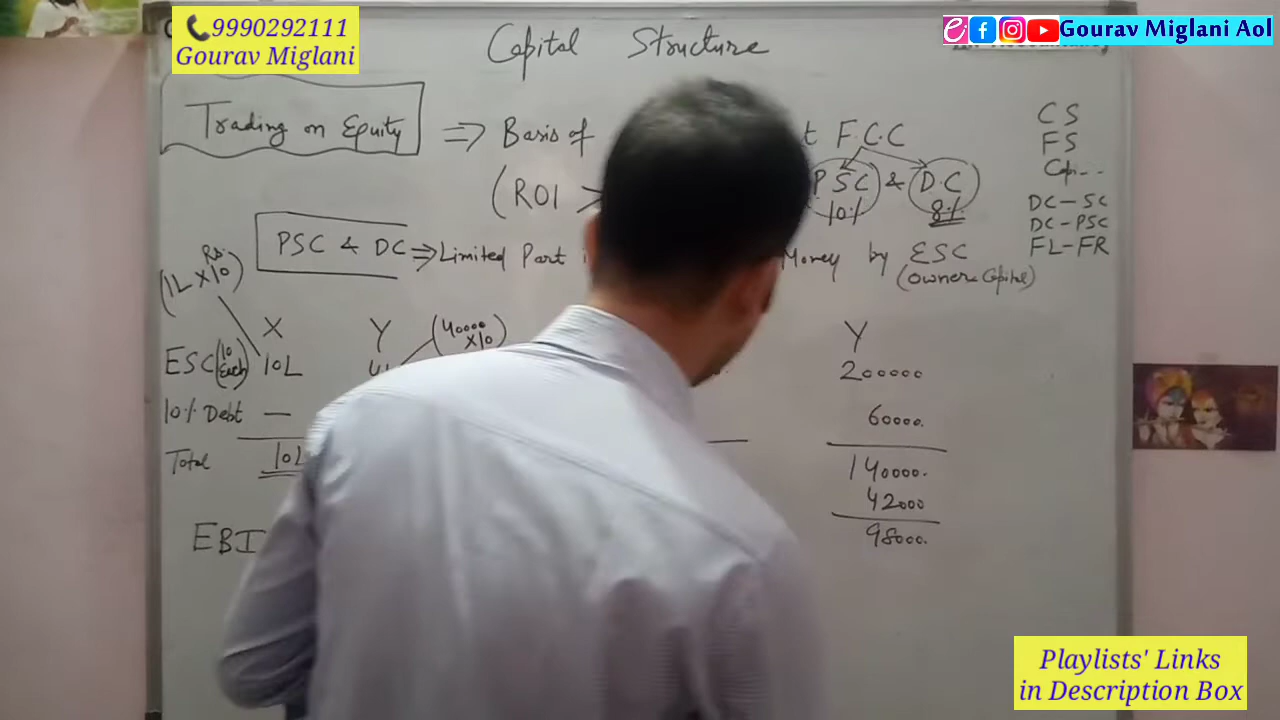 📞9990292111
Gourav Miglani
Gourav Miglani Aol
Capital Structure
Trading on Equity ⇒ Basis of F.C.C
(ROI > PSC & D.C
10% 8%
PSC & DC ⇒ Limited Part Money by ESC
(owners Capital)
CS
FS
Cap...
DC - SC
DC - PSC
FL - FR
Rs.
(1L x 10)
X Y (40000 x10) Y
ESC (10 Each) 10L 200000
10% Debt — 60000.
Total 10L 140000.
42000
EBI 98000.
Playlists' Links
in Description Box